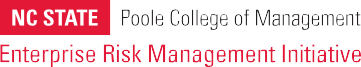 NC STATE Poole College of Management
Enterprise Risk Management Initiative